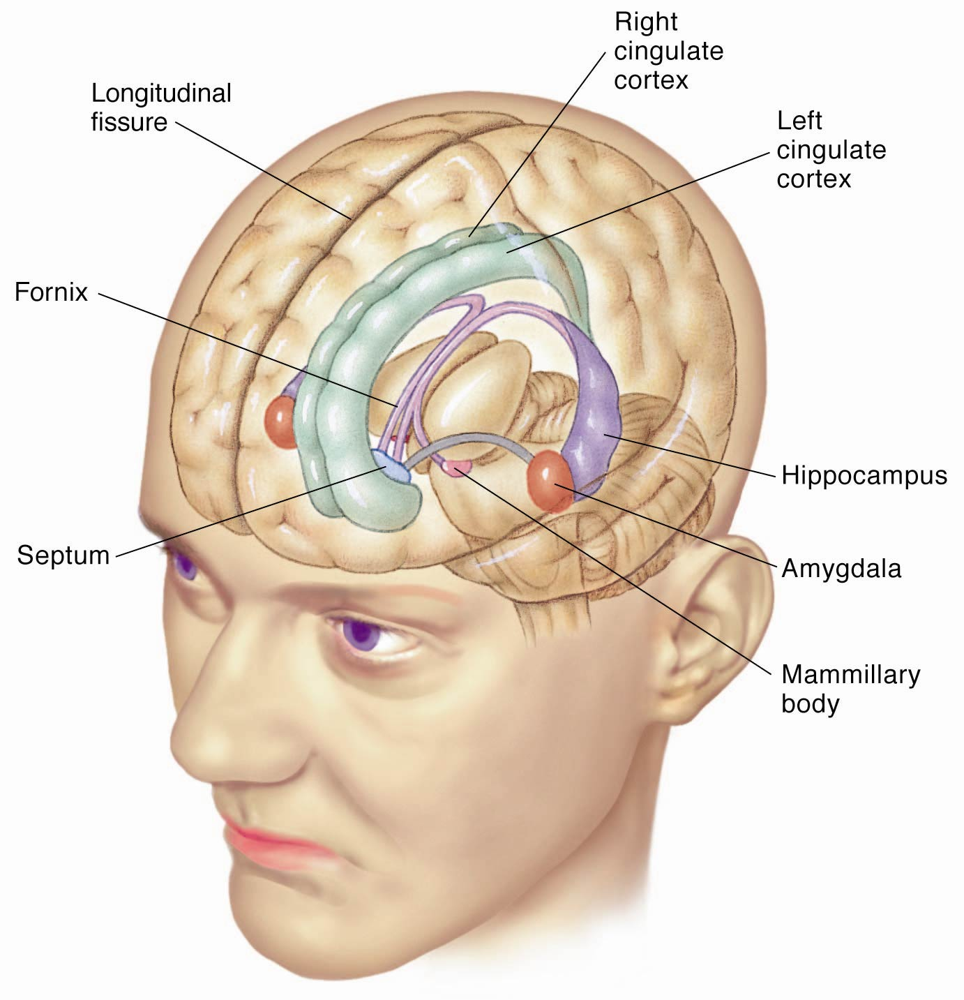 Right
cingulate
cortex
Longitudinal
fissure
Left
cingulate
cortex
Fornix
Hippocampus
Septum
Amygdala
Mammillary
body